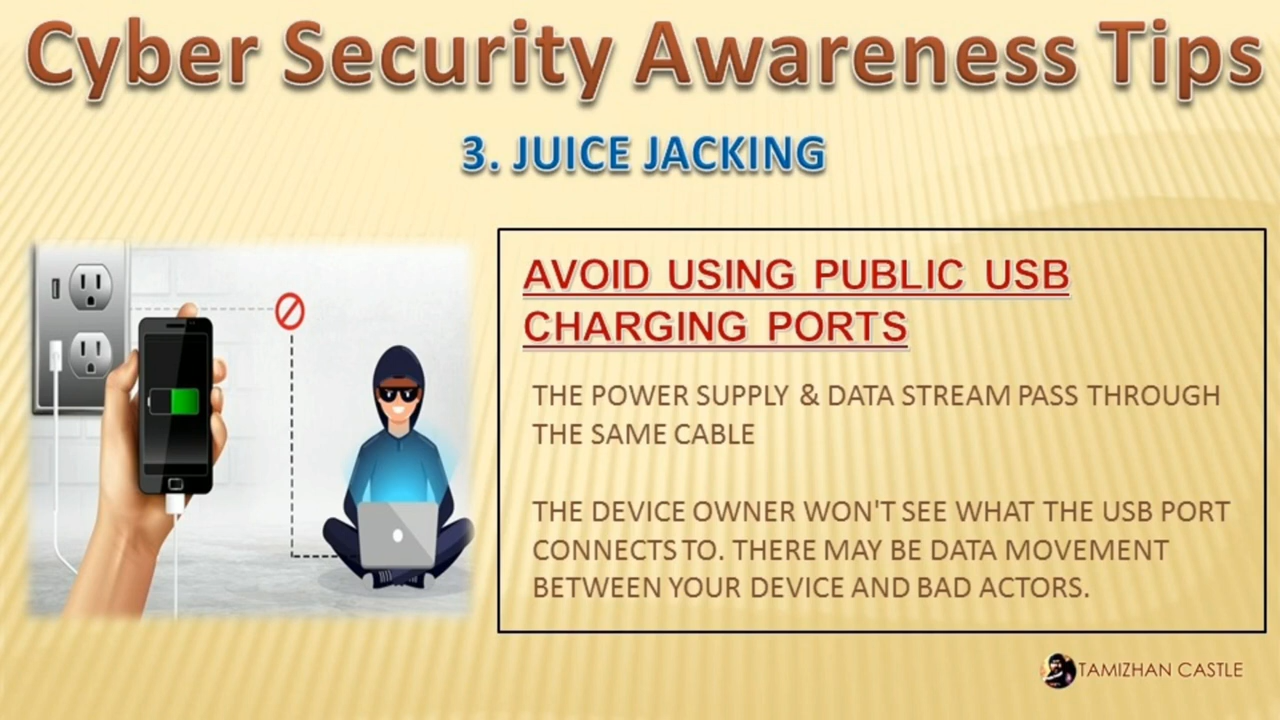 Cyber Security Awareness Tips
3. JUICE JACKING
AVOID USING PUBLIC USB
CHARGING PORTS
THE POWER SUPPLY & DATA STREAM PASS THROUGH
THE SAME CABLE
THE DEVICE OWNER WON'T SEE WHAT THE USB PORT
CONNECTS TO. THERE MAY BE DATA MOVEMENT
BETWEEN YOUR DEVICE AND BAD ACTORS.
TAMIZHAN CASTLE